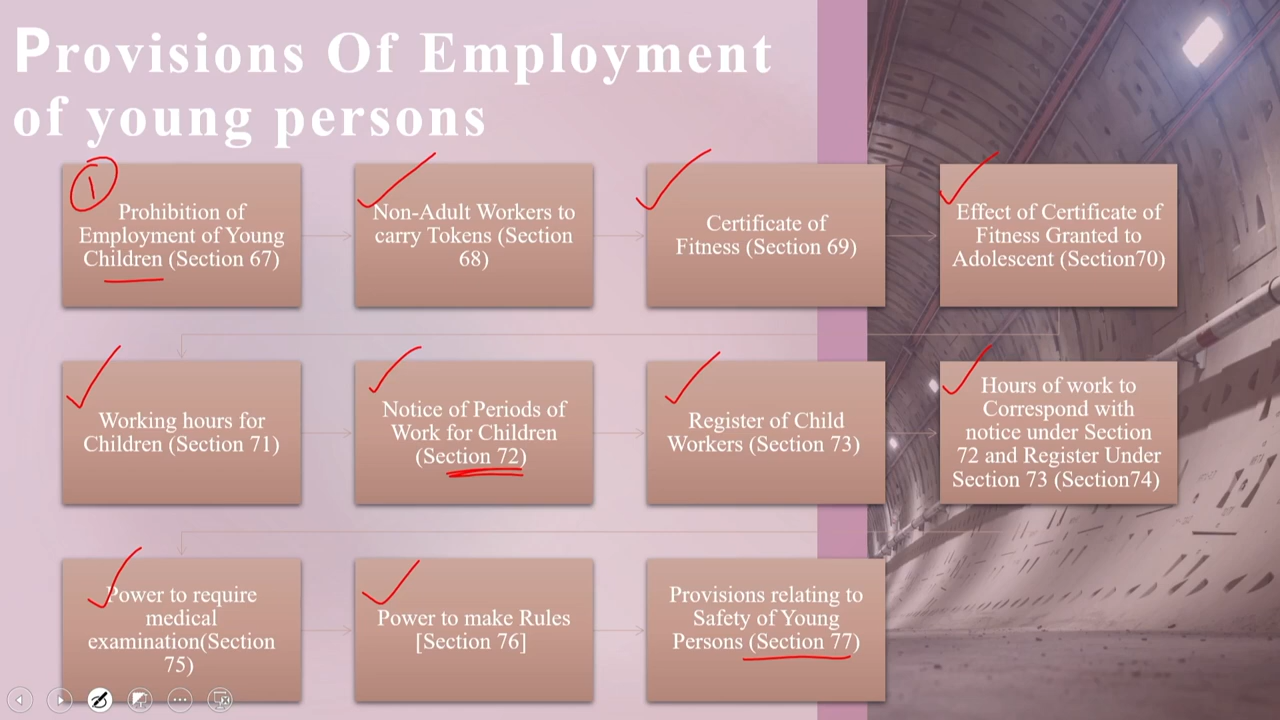 Provisions Of Employment
of young persons
1
Prohibition of
Employment of Young
Children (Section 67)
Non-Adult Workers to
carry Tokens (Section
68)
Certificate of
Fitness (Section 69)
Effect of Certificate of
Fitness Granted to
Adolescent (Section70)
Working hours for
Children (Section 71)
Notice of Periods of
Work for Children
(Section 72)
Register of Child
Workers (Section 73)
Hours of work to
Correspond with
notice under Section
72 and Register Under
Section 73 (Section74)
Power to require
medical
examination(Section
75)
Power to make Rules
[Section 76]
Provisions relating to
Safety of Young
Persons (Section 77)